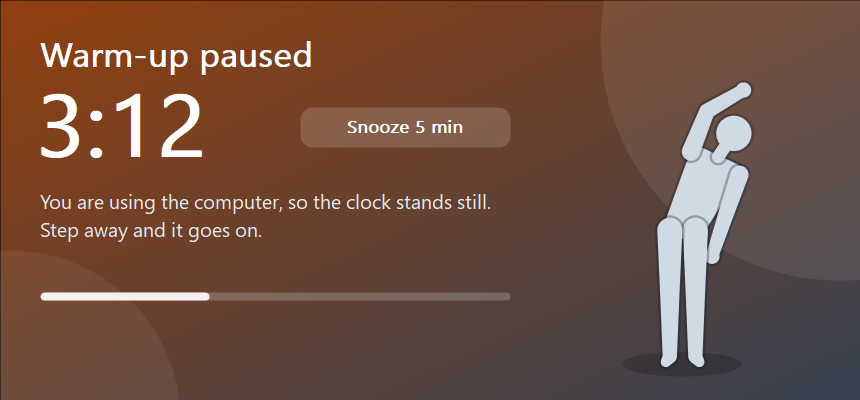 Warm-up paused
3:12
Snooze 5 min
You are using the computer, so the clock stands still.
Step away and it goes on.